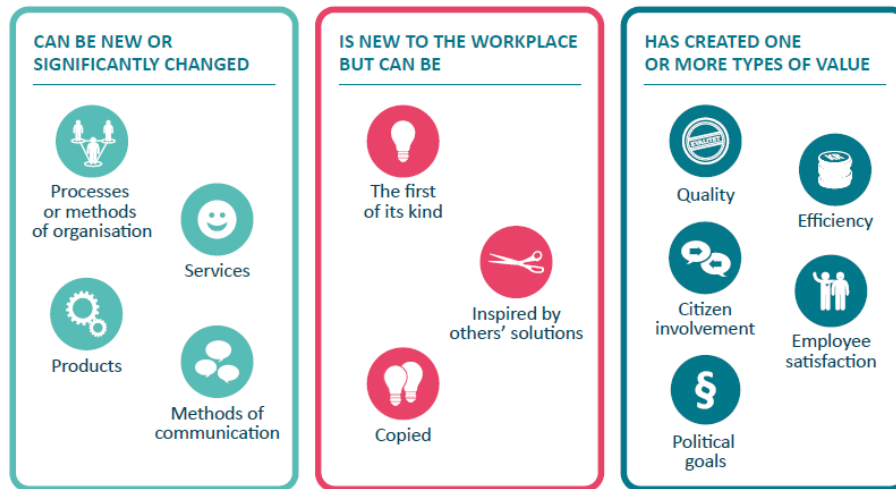 CAN BE NEW OR
SIGNIFICANTLY CHANGED
Processes
or methods
of organisation
Services
Products
Methods of
communication
IS NEW TO THE WORKPLACE
BUT CAN BE
The first
of its kind
Inspired by
others’ solutions
Copied
HAS CREATED ONE
OR MORE TYPES OF VALUE
QUALITY
Quality
Efficiency
Citizen
involvement
Employee
satisfaction
§
Political
goals